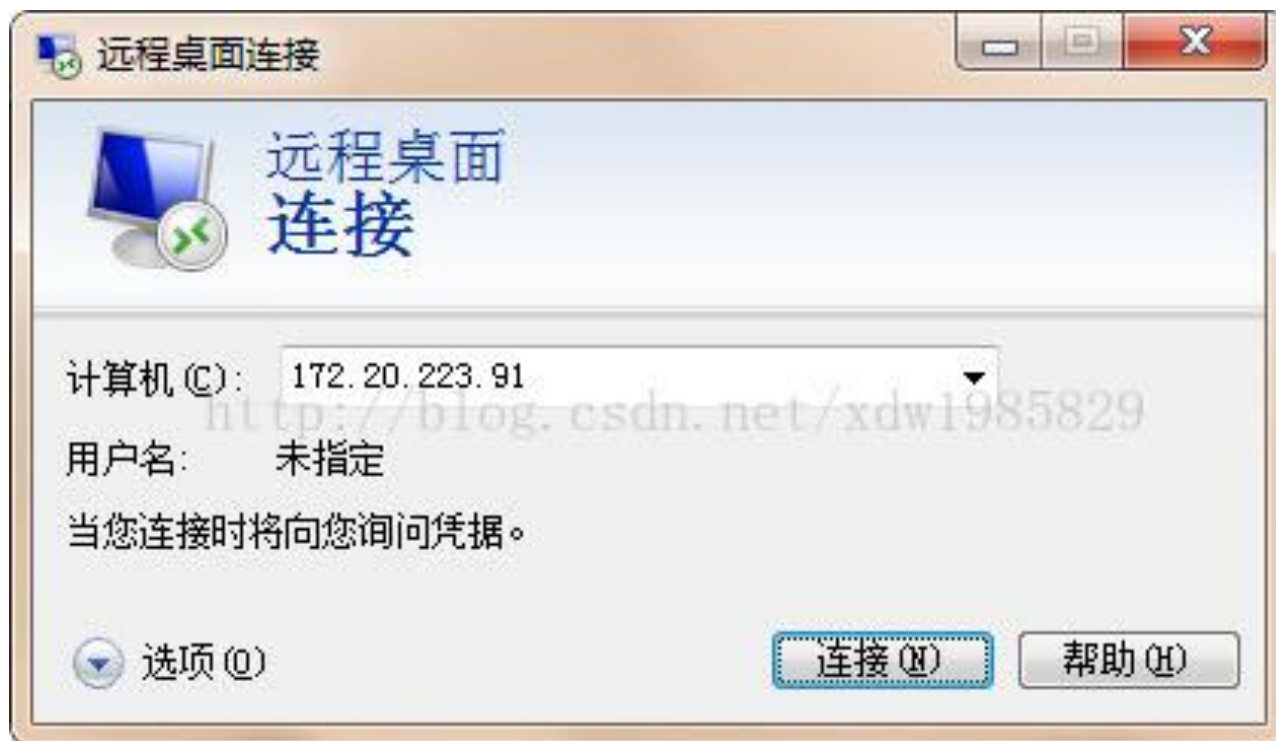 远程桌面连接
远程桌面
连接
计算机(C): 172.20.223.91
http://blog.csdn.net/xdw1985829
用户名: 未指定
当您连接时将向您询问凭据。
选项(O) 连接(N) 帮助(H)